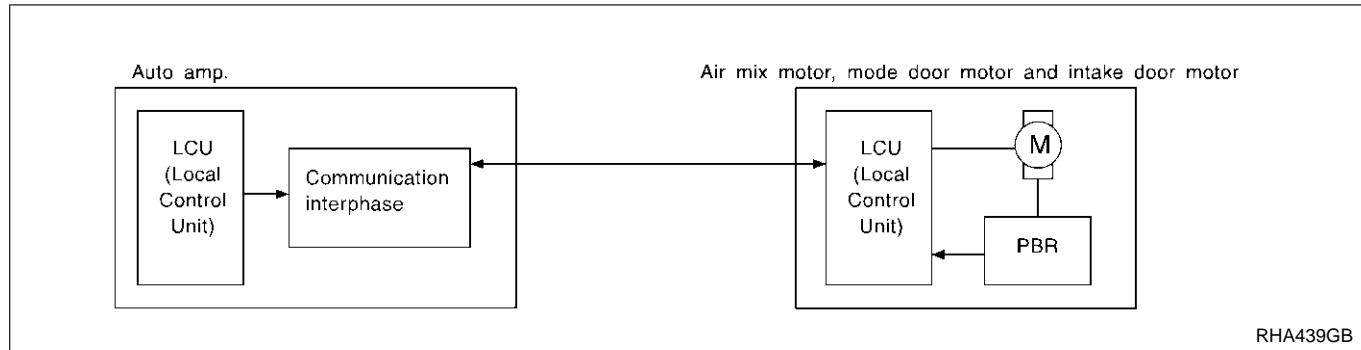 Auto amp.
Air mix motor, mode door motor and intake door motor
LCU
(Local
Control
Unit)
Communication
interphase
LCU
(Local
Control
Unit)
M
PBR
RHA439GB